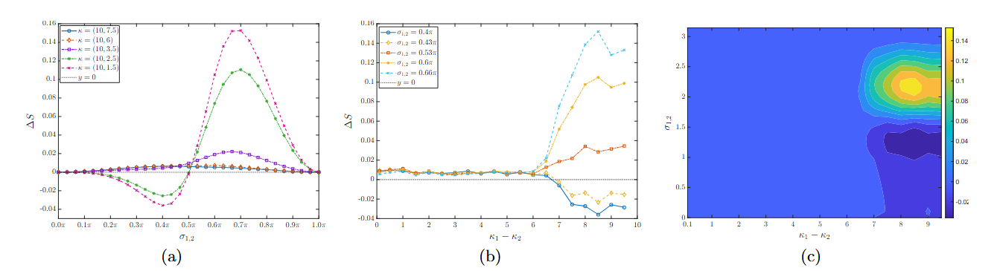 0.16
0.14
0.12
0.1
0.08
0.06
0.04
0.02
0
-0.02
-0.04
ΔS
κ = (10, 7.5)
κ = (10, 6)
κ = (10, 3.5)
κ = (10, 2.5)
κ = (10, 1.5)
y = 0
0.0π 0.1π 0.2π 0.3π 0.4π 0.5π 0.6π 0.7π 0.8π 0.9π 1.0π
σ1,2
(a)
0.16
0.14
0.12
0.1
0.08
0.06
0.04
0.02
0
-0.02
-0.04
ΔS
σ1,2 = 0.4π
σ1,2 = 0.43π
σ1,2 = 0.53π
σ1,2 = 0.6π
σ1,2 = 0.66π
y = 0
0 1 2 3 4 5 6 7 8 9 10
κ1 − κ2
(b)
3
2.5
2
1.5
1
0.5
0
σ1,2
0.1 1 2 3 4 5 6 7 8 9
κ1 − κ2
0.14
0.12
0.1
0.08
0.06
0.04
0.02
0
-0.02
(c)